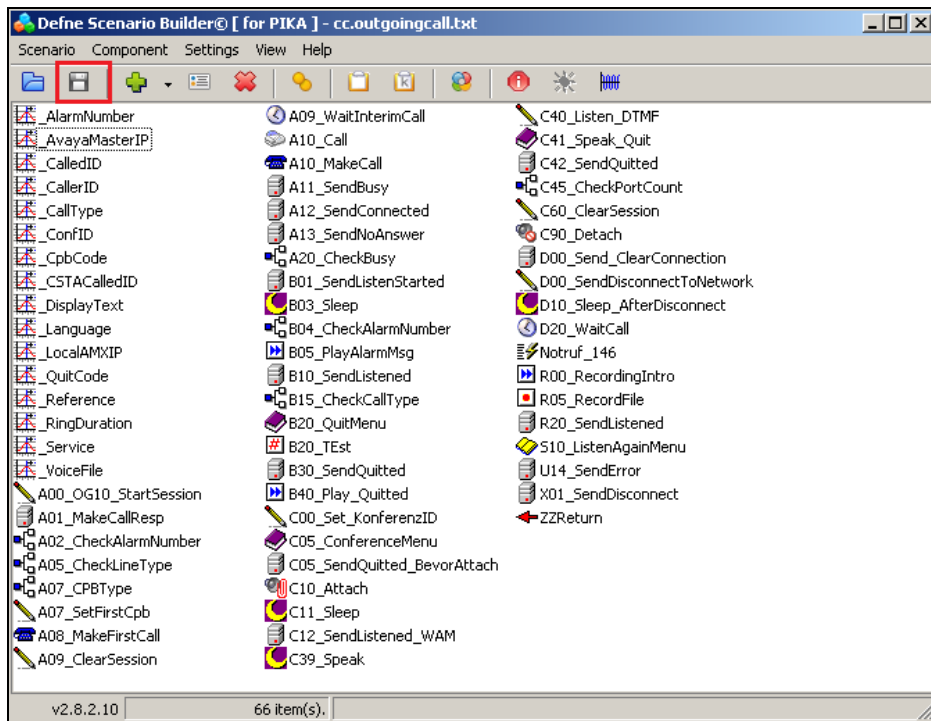 Defne Scenario Builder© [ for PIKA ] - cc.outgoingcall.txt
Scenario Component Settings View Help
_AlarmNumber
_AvayaMasterIP
_CalledID
_CallerID
_CallType
_ConfID
_CpbCode
_CSTACalledID
_DisplayText
_Language
_LocalAMXIP
_QuitCode
_Reference
_RingDuration
_Service
_VoiceFile
A00_OG10_StartSession
A01_MakeCallResp
A02_CheckAlarmNumber
A05_CheckLineType
A07_CPBType
A07_SetFirstCpb
A08_MakeFirstCall
A09_ClearSession
A09_WaitInterimCall
A10_Call
A10_MakeCall
A11_SendBusy
A12_SendConnected
A13_SendNoAnswer
A20_CheckBusy
B01_SendListenStarted
B03_Sleep
B04_CheckAlarmNumber
B05_PlayAlarmMsg
B10_SendListened
B15_CheckCallType
B20_QuitMenu
B20_TEst
B30_SendQuitted
B40_Play_Quitted
C00_Set_KonferenzID
C05_ConferenceMenu
C05_SendQuitted_BevorAttach
C10_Attach
C11_Sleep
C12_SendListened_WAM
C39_Speak
C40_Listen_DTMF
C41_Speak_Quit
C42_SendQuitted
C45_CheckPortCount
C60_ClearSession
C90_Detach
D00_Send_ClearConnection
D00_SendDisconnectToNetwork
D10_Sleep_AfterDisconnect
D20_WaitCall
Notruf_146
R00_RecordingIntro
R05_RecordFile
R20_SendListened
S10_ListenAgainMenu
U14_SendError
X01_SendDisconnect
ZZReturn
v2.8.2.10 66 item(s).